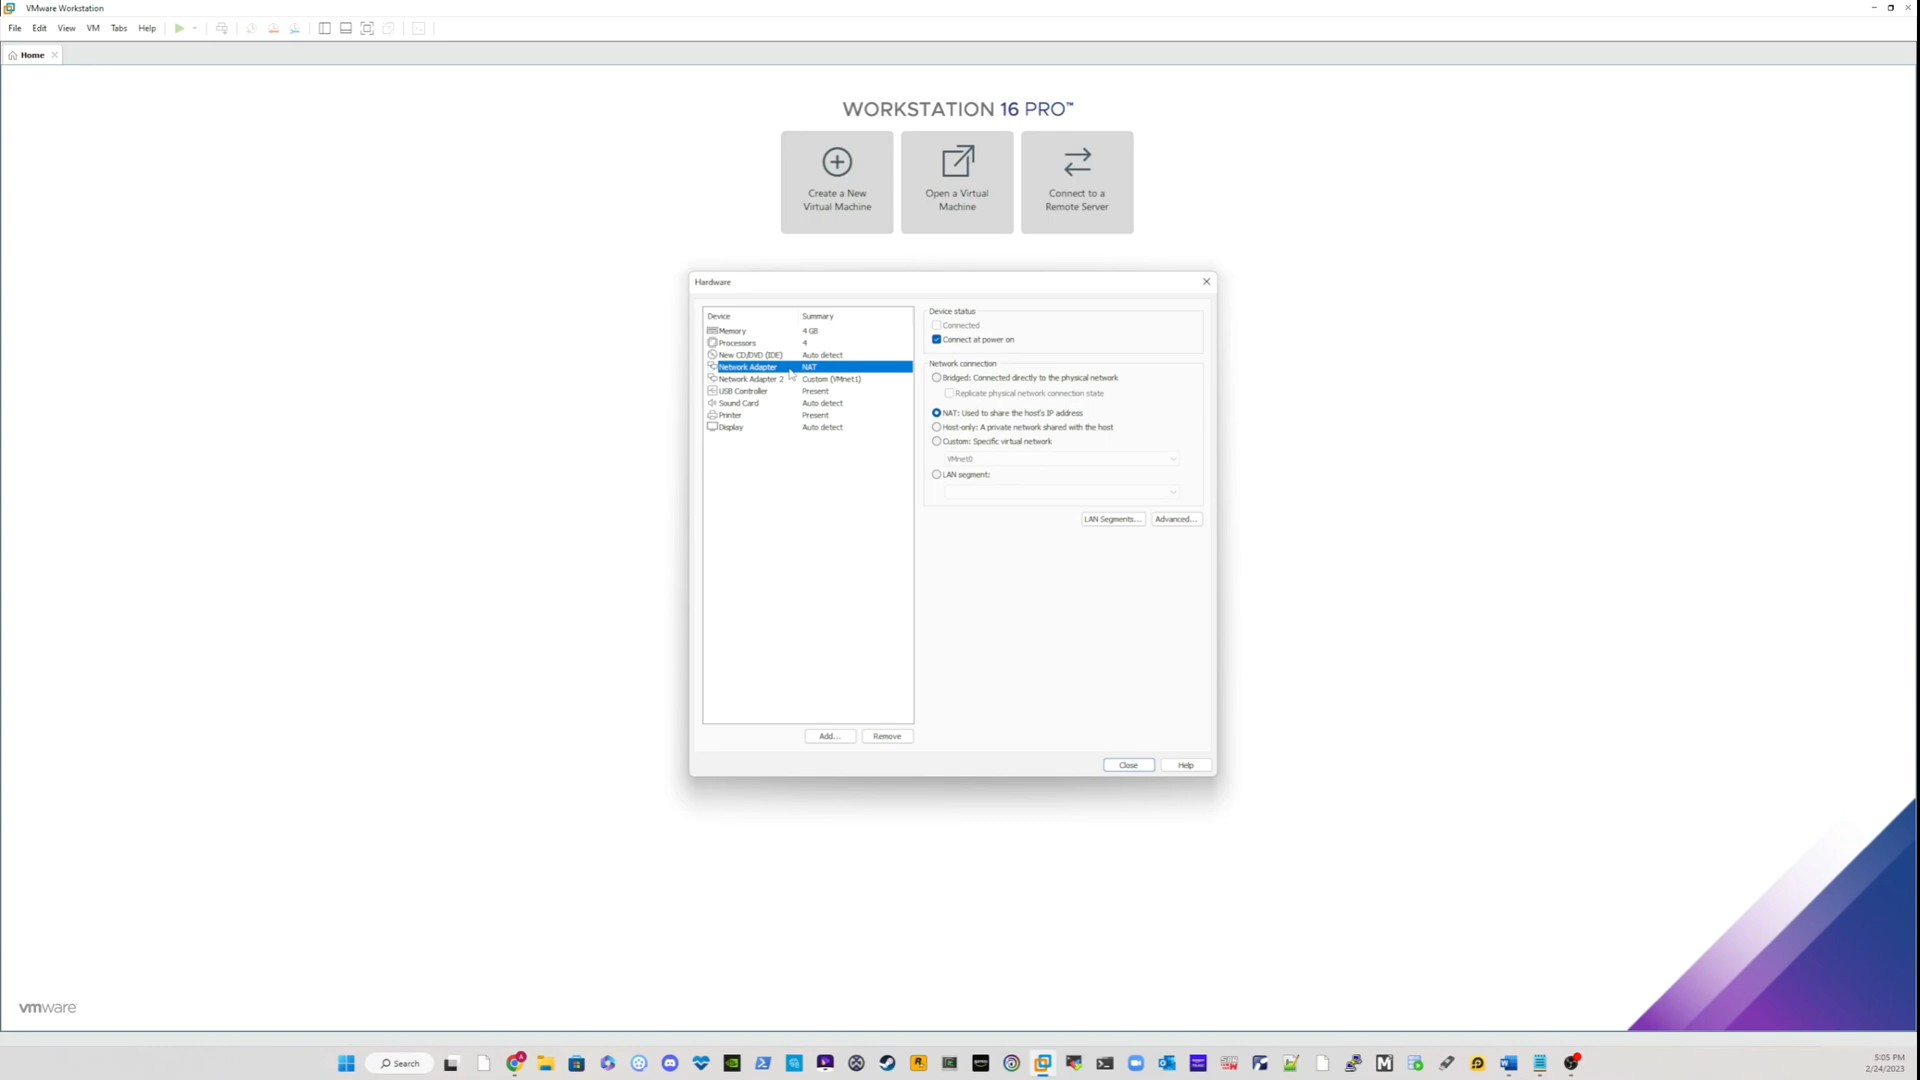 VMware Workstation
File Edit View VM Tabs Help
Home
WORKSTATION 16 PRO™
Create a New
Virtual Machine
Open a Virtual
Machine
Connect to a
Remote Server
Hardware
Device Summary
Memory 4 GB
Processors 4
New CD/DVD (IDE) Auto detect
Network Adapter NAT
Network Adapter 2 Custom (VMnet1)
USB Controller Present
Sound Card Auto detect
Printer Present
Display Auto detect
Add... Remove
Device status
Connected
Connect at power on
Network connection
Bridged: Connected directly to the physical network
Replicate physical network connection state
NAT: Used to share the host's IP address
Host-only: A private network shared with the host
Custom: Specific virtual network
VMnet0
LAN segment:
LAN Segments... Advanced...
Close Help
vmware
Search
5:05 PM
2/24/2023